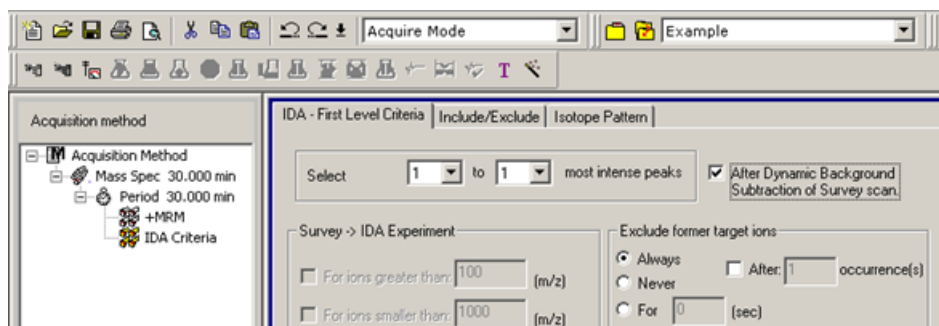 Acquire Mode
Example
T
Acquisition method
Acquisition Method
Mass Spec 30.000 min
Period 30.000 min
+MRM
IDA Criteria
IDA - First Level Criteria Include/Exclude Isotope Pattern
Select 1 to 1 most intense peaks
After Dynamic Background
Subtraction of Survey scan.
Survey -> IDA Experiment
For ions greater than: 100 (m/z)
For ions smaller than: 1000 (m/z)
Exclude former target ions
Always
Never
For 0 (sec)
After: 1 occurrence(s)